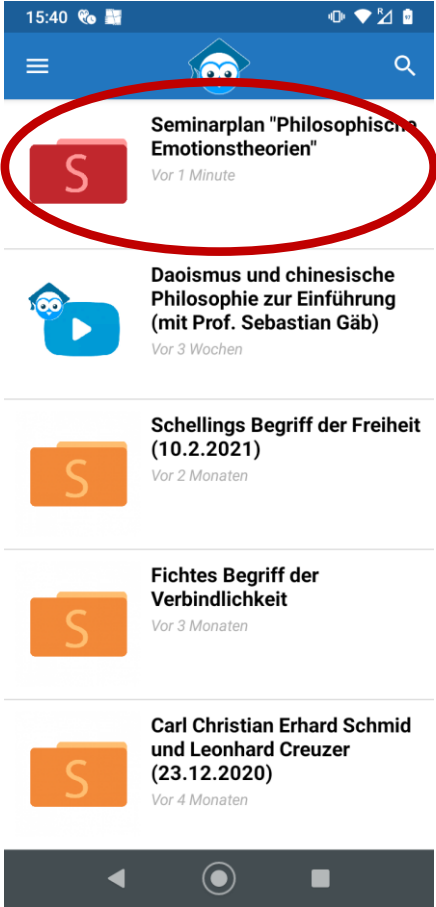 15:40
Seminarplan "Philosophische
Emotionstheorien"
Vor 1 Minute
S
Daoismus und chinesische
Philosophie zur Einführung
(mit Prof. Sebastian Gäb)
Vor 3 Wochen
Schellings Begriff der Freiheit
(10.2.2021)
Vor 2 Monaten
S
Fichtes Begriff der
Verbindlichkeit
Vor 3 Monaten
S
Carl Christian Erhard Schmid
und Leonhard Creuzer
(23.12.2020)
Vor 4 Monaten
S